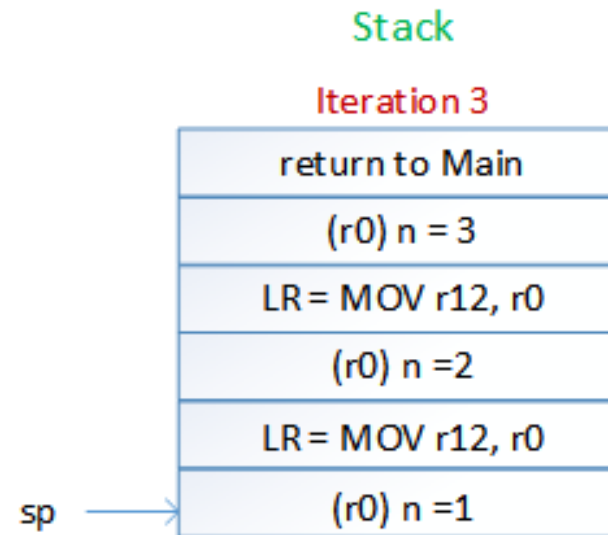 Stack
Iteration 3
return to Main
(r0) n = 3
LR = MOV r12, r0
(r0) n =2
LR = MOV r12, r0
sp
(r0) n =1